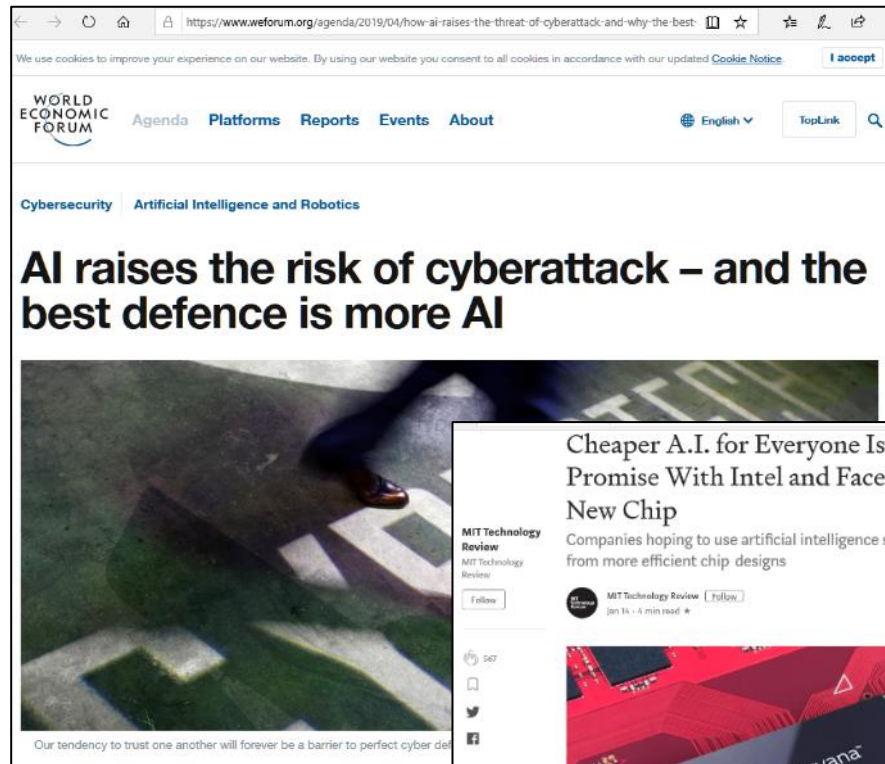 https://www.weforum.org/agenda/2019/04/how-ai-raises-the-threat-of-cyberattack-and-why-the-best-
We use cookies to improve your experience on our website. By using our website you consent to all cookies in accordance with our updated Cookie Notice. I accept
WORLD
ECONOMIC
FORUM
Agenda Platforms Reports Events About English TopLink
Cybersecurity Artificial Intelligence and Robotics
AI raises the risk of cyberattack – and the
best defence is more AI
Our tendency to trust one another will forever be a barrier to perfect cyber def
Cheaper A.I. for Everyone Is
Promise With Intel and Face
New Chip
Companies hoping to use artificial intelligence s
from more efficient chip designs
MIT Technology
Review
MIT Technology
Review
Follow
MIT Technology Review Follow
Jan 14 · 4 min read
567
vana™